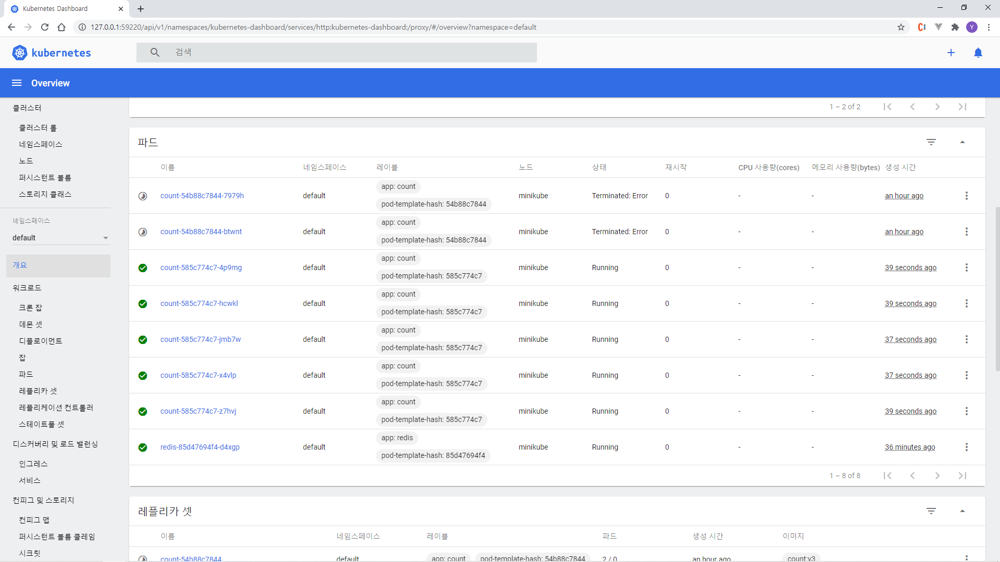 Kubernetes Dashboard
127.0.0.1:59220/api/v1/namespaces/kubernetes-dashboard/services/http:kubernetes-dashboard:/proxy/#/overview?namespace=default
Y
kubernetes
검색
Overview
클러스터
클러스터 롤
네임스페이스
노드
퍼시스턴트 볼륨
스토리지 클래스
네임스페이스
default
개요
워크로드
크론 잡
데몬 셋
디플로이먼트
잡
파드
레플리카 셋
레플리케이션 컨트롤러
스테이트풀 셋
디스커버리 및 로드 밸런싱
인그레스
서비스
컨피그 및 스토리지
컨피그 맵
퍼시스턴트 볼륨 클레임
시크릿
1 – 2 of 2
파드
이름 네임스페이스 레이블 노드 상태 재시작 CPU 사용량(cores) 메모리 사용량(bytes) 생성 시간
app: count
count-54b88c7844-7979h default minikube Terminated: Error 0 - - an hour ago
pod-template-hash: 54b88c7844
app: count
count-54b88c7844-btwnt default minikube Terminated: Error 0 - - an hour ago
pod-template-hash: 54b88c7844
app: count
count-585c774c7-4p9mg default minikube Running 0 - - 39 seconds ago
pod-template-hash: 585c774c7
app: count
count-585c774c7-hcwkl default minikube Running 0 - - 39 seconds ago
pod-template-hash: 585c774c7
app: count
count-585c774c7-jmb7w default minikube Running 0 - - 37 seconds ago
pod-template-hash: 585c774c7
app: count
count-585c774c7-x4vlp default minikube Running 0 - - 37 seconds ago
pod-template-hash: 585c774c7
app: count
count-585c774c7-z7hvj default minikube Running 0 - - 39 seconds ago
pod-template-hash: 585c774c7
app: redis
redis-85d47694f4-d4xgp default minikube Running 0 - - 36 minutes ago
pod-template-hash: 85d47694f4
1 – 8 of 8
레플리카 셋
이름 네임스페이스 레이블 파드 생성 시간 이미지
count-54b88c7844 default app: count pod-template-hash: 54b88c7844 2 / 0 an hour ago count:v3